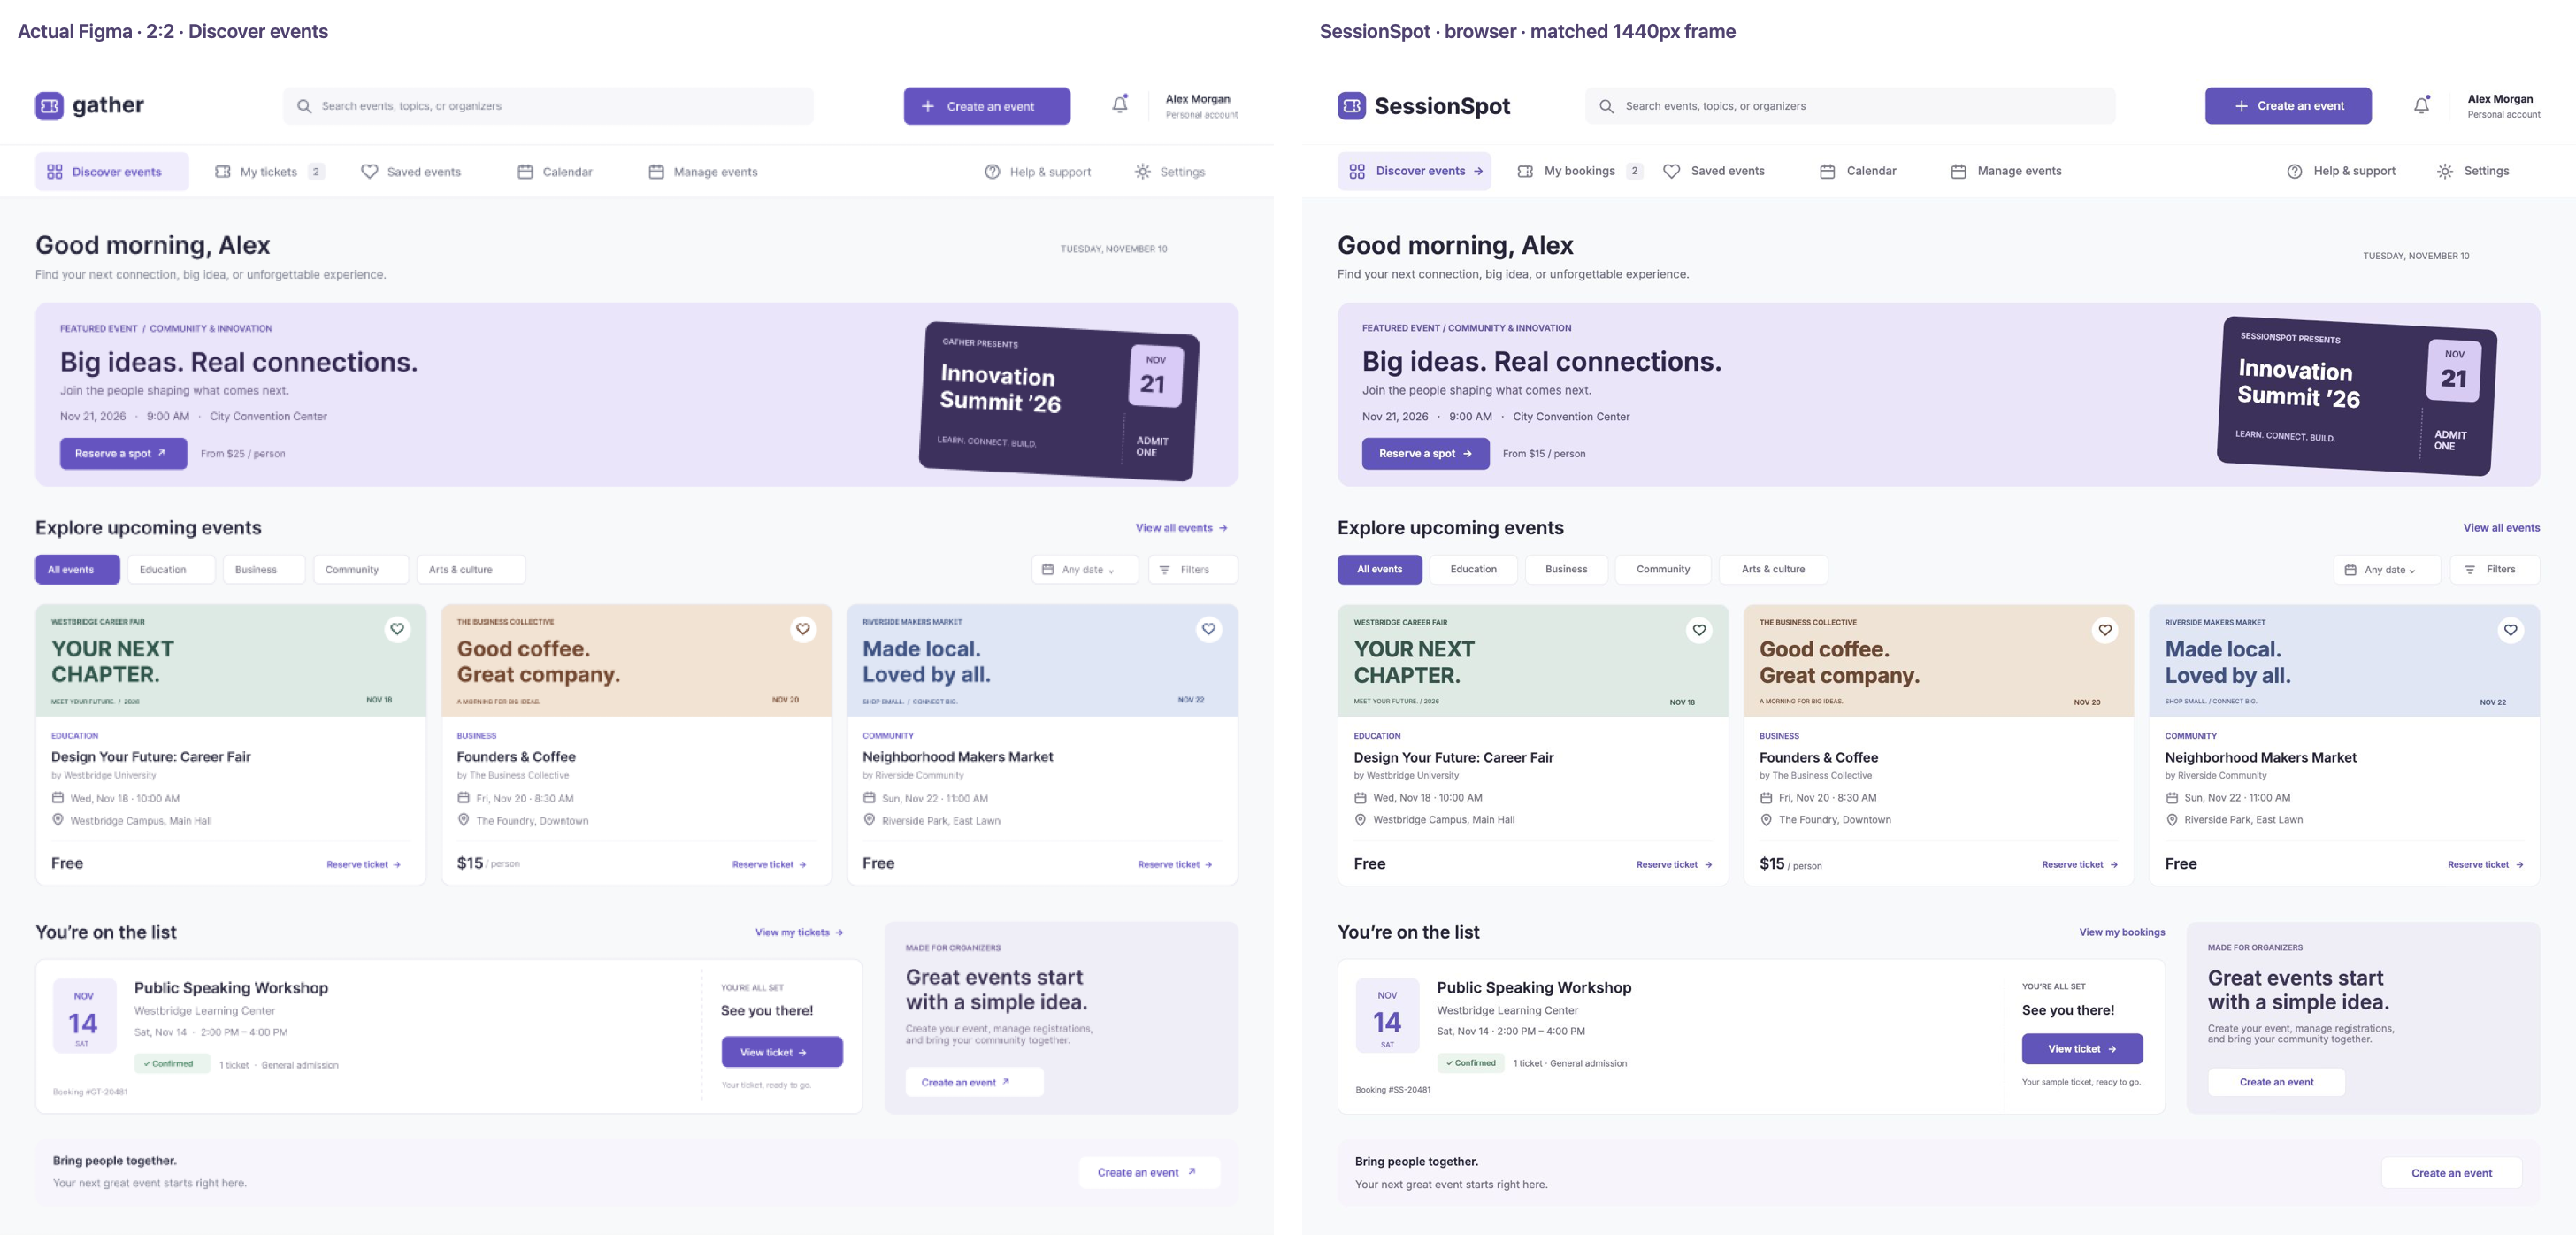 Actual Figma · 2:2 · Discover events
gather
Search events, topics, or organizers
+ Create an event
Alex Morgan
Personal account
Discover events
My tickets 2
Saved events
Calendar
Manage events
Help & support
Settings
Good morning, Alex
TUESDAY, NOVEMBER 10
Find your next connection, big idea, or unforgettable experience.
FEATURED EVENT / COMMUNITY & INNOVATION
Big ideas. Real connections.
Join the people shaping what comes next.
Nov 21, 2026 · 9:00 AM · City Convention Center
Reserve a spot ↗
From $25 / person
GATHER PRESENTS
Innovation
Summit ’26
LEARN. CONNECT. BUILD.
NOV
21
ADMIT
ONE
Explore upcoming events
View all events →
All events
Education
Business
Community
Arts & culture
Any date
Filters
WESTBRIDGE CAREER FAIR
YOUR NEXT
CHAPTER.
MEET YOUR FUTURE. / 2026
NOV 18
EDUCATION
Design Your Future: Career Fair
by Westbridge University
Wed, Nov 18 · 10:00 AM
Westbridge Campus, Main Hall
Free
Reserve ticket →
THE BUSINESS COLLECTIVE
Good coffee.
Great company.
A MORNING FOR BIG IDEAS.
NOV 20
BUSINESS
Founders & Coffee
by The Business Collective
Fri, Nov 20 · 8:30 AM
The Foundry, Downtown
$15 / person
Reserve ticket →
RIVERSIDE MAKERS MARKET
Made local.
Loved by all.
SHOP SMALL. / CONNECT BIG.
NOV 22
COMMUNITY
Neighborhood Makers Market
by Riverside Community
Sun, Nov 22 · 11:00 AM
Riverside Park, East Lawn
Free
Reserve ticket →
You’re on the list
View my tickets →
NOV
14
SAT
Public Speaking Workshop
Westbridge Learning Center
Sat, Nov 14 · 2:00 PM – 4:00 PM
✓ Confirmed
1 ticket · General admission
Booking #GT-20481
YOU’RE ALL SET
See you there!
View ticket →
Your ticket, ready to go.
MADE FOR ORGANIZERS
Great events start
with a simple idea.
Create your event, manage registrations,
and bring your community together.
Create an event ↗
Bring people together.
Your next great event starts right here.
Create an event ↗
SessionSpot · browser · matched 1440px frame
SessionSpot
Search events, topics, or organizers
+ Create an event
Alex Morgan
Personal account
Discover events →
My bookings 2
Saved events
Calendar
Manage events
Help & support
Settings
Good morning, Alex
TUESDAY, NOVEMBER 10
Find your next connection, big idea, or unforgettable experience.
FEATURED EVENT / COMMUNITY & INNOVATION
Big ideas. Real connections.
Join the people shaping what comes next.
Nov 21, 2026 · 9:00 AM · City Convention Center
Reserve a spot →
From $15 / person
SESSIONSPOT PRESENTS
Innovation
Summit ’26
LEARN. CONNECT. BUILD.
NOV
21
ADMIT
ONE
Explore upcoming events
View all events
All events
Education
Business
Community
Arts & culture
Any date
Filters
WESTBRIDGE CAREER FAIR
YOUR NEXT
CHAPTER.
MEET YOUR FUTURE. / 2026
NOV 18
EDUCATION
Design Your Future: Career Fair
by Westbridge University
Wed, Nov 18 · 10:00 AM
Westbridge Campus, Main Hall
Free
Reserve ticket →
THE BUSINESS COLLECTIVE
Good coffee.
Great company.
A MORNING FOR BIG IDEAS.
NOV 20
BUSINESS
Founders & Coffee
by The Business Collective
Fri, Nov 20 · 8:30 AM
The Foundry, Downtown
$15 / person
Reserve ticket →
RIVERSIDE MAKERS MARKET
Made local.
Loved by all.
SHOP SMALL. / CONNECT BIG.
NOV 22
COMMUNITY
Neighborhood Makers Market
by Riverside Community
Sun, Nov 22 · 11:00 AM
Riverside Park, East Lawn
Free
Reserve ticket →
You’re on the list
View my bookings
NOV
14
SAT
Public Speaking Workshop
Westbridge Learning Center
Sat, Nov 14 · 2:00 PM – 4:00 PM
✓ Confirmed
1 ticket · General admission
Booking #SS-20481
YOU’RE ALL SET
See you there!
View ticket →
Your sample ticket, ready to go.
MADE FOR ORGANIZERS
Great events start
with a simple idea.
Create your event, manage registrations,
and bring your community together.
Create an event
Bring people together.
Your next great event starts right here.
Create an event